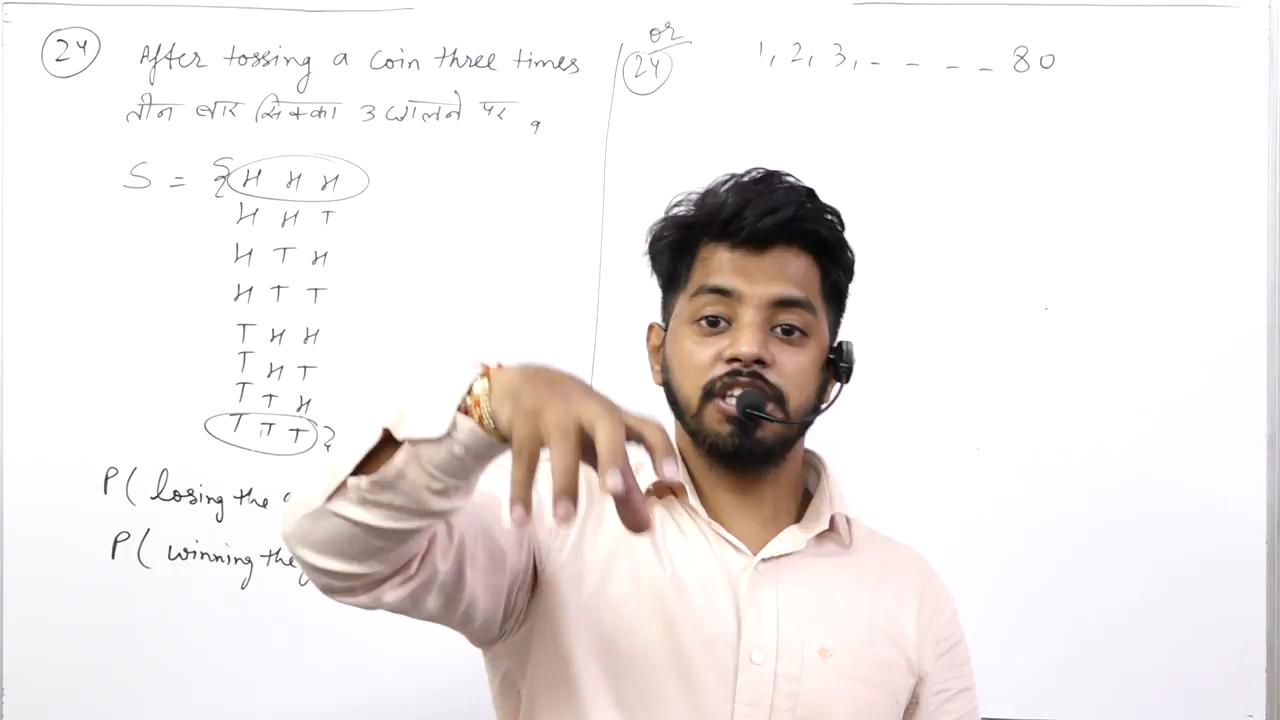 24 After tossing a coin three times
तीन बार सिक्का उछालने पर,
S = { H H H
H H T
H T H
H T T
T H H
T H T
T T H
T T T }
P( losing the
P( winning the
or
24 1, 2, 3, - - - - 80